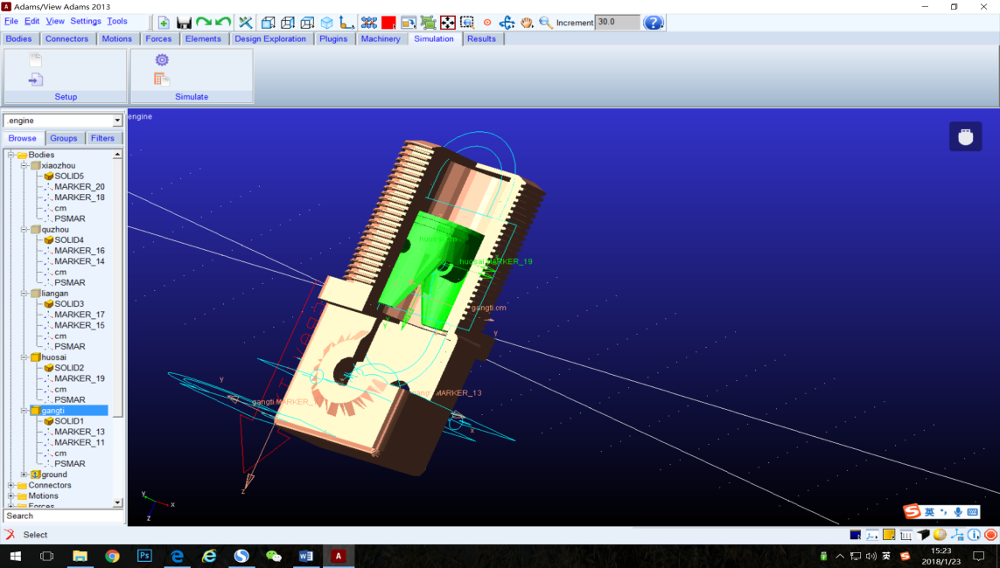 Adams/View Adams 2013
File Edit View Settings Tools
Increment 30.0
Bodies Connectors Motions Forces Elements Design Exploration Plugins Machinery Simulation Results
Setup
Simulate
.engine
engine
Browse Groups Filters
Bodies
xiaozhou
SOLID5
MARKER_20
MARKER_18
cm
PSMAR
quzhou
SOLID4
MARKER_16
MARKER_14
cm
PSMAR
liangan
SOLID3
MARKER_17
MARKER_15
cm
PSMAR
huosai
SOLID2
MARKER_19
cm
PSMAR
gangti
SOLID1
MARKER_13
MARKER_11
cm
PSMAR
ground
Connectors
Motions
Forces
Search
huosai.MARKER_19
gangti.cm
gangti.MARKER_13
gangti.MARKER_
y
x
z
y
y
x
z
英
Select
Ps
W
A
英
15:23
2018/1/23